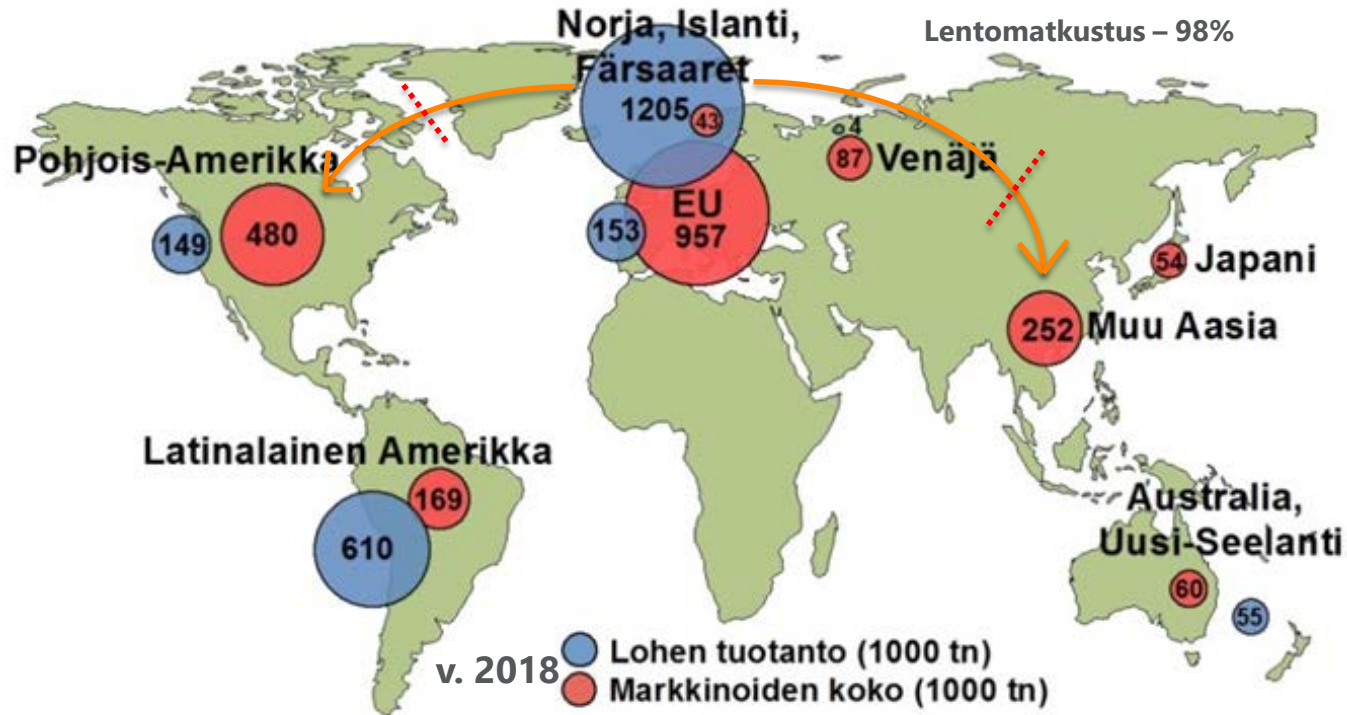 Norja, Islanti,
Färsaaret
1205
43
Lentomatkustus – 98%
4
87
Venäjä
Pohjois-Amerikka
149
480
EU
957
153
54
Japani
252
Muu Aasia
Latinalainen Amerikka
169
610
Australia,
Uusi-Seelanti
60
55
v. 2018
Lohen tuotanto (1000 tn)
Markkinoiden koko (1000 tn)